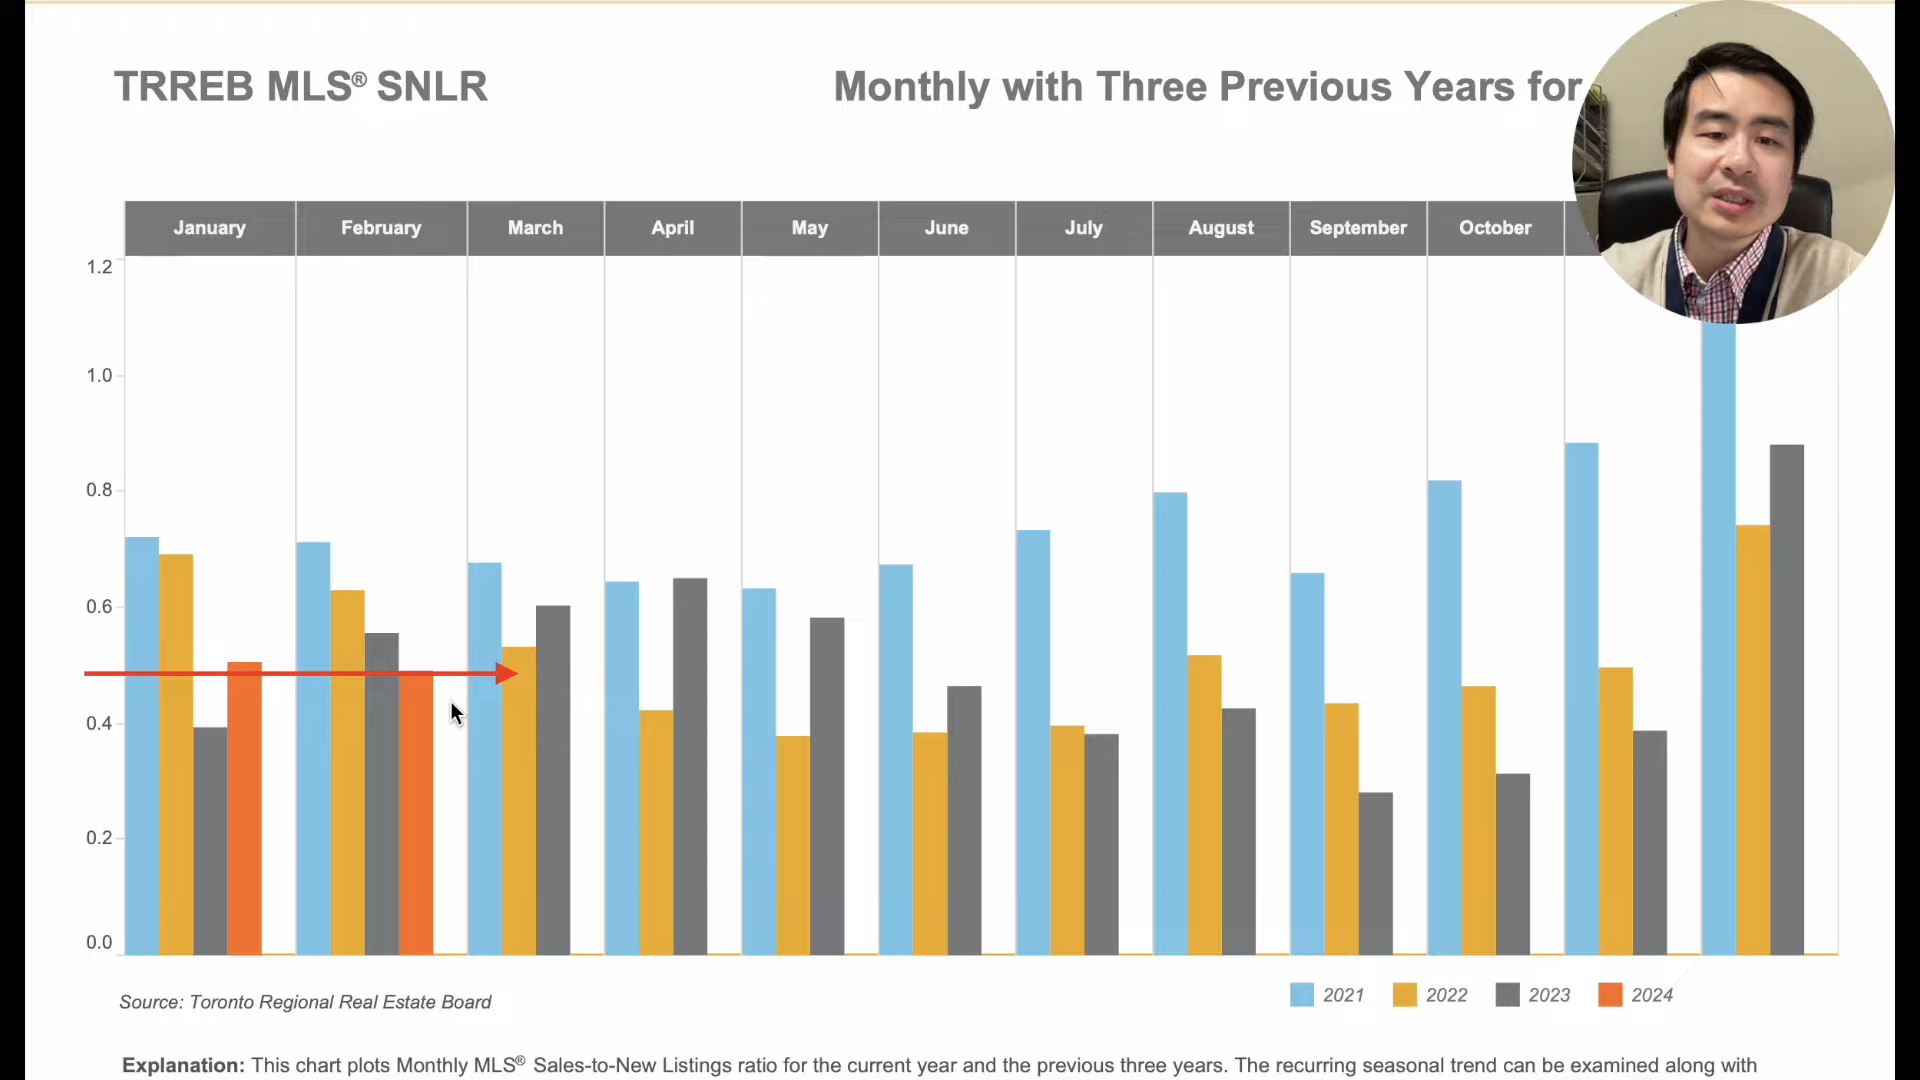 TRREB MLS® SNLR
Monthly with Three Previous Years for
January February March April May June July August September October
1.2
1.0
0.8
0.6
0.4
0.2
0.0
Source: Toronto Regional Real Estate Board
2021 2022 2023 2024
Explanation: This chart plots Monthly MLS® Sales-to-New Listings ratio for the current year and the previous three years. The recurring seasonal trend can be examined along with